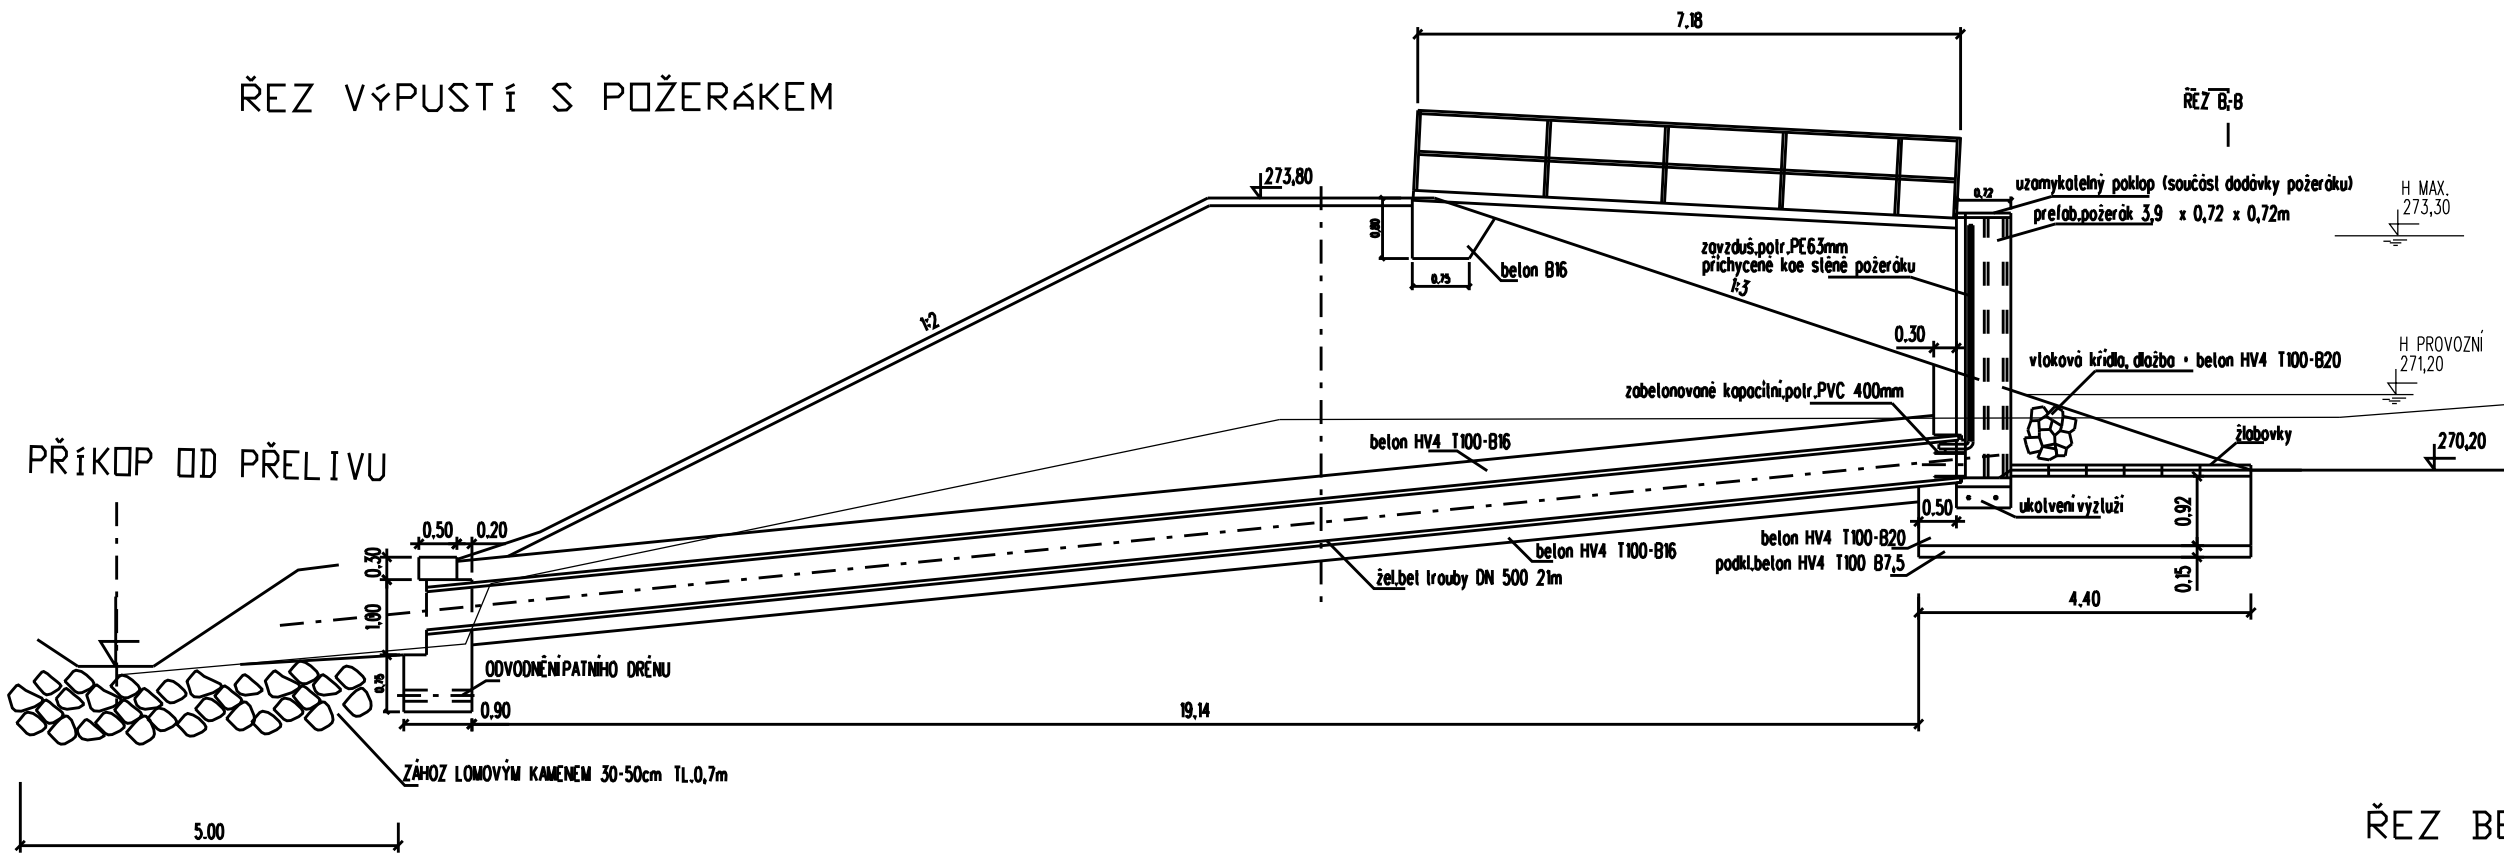 7.18
ŘEZ VÝPUSTÍ S POŽERÁKEM
ŘEZ B-B
273,80
0,72
uzamykatelný poklop (součást dodávky požeráku)
H MAX.
273,30
prefab.požerák 3,9 x 0,72 x 0,72m
0,80
zavzduš.potr.PE63mm
přichycené koe stěně požeráku
beton B16
0,75
1:3
1:2
0,30
H PROVOZNÍ
271,20
vtoková křídla, dlažba + beton HV4 T100-B20
zabetonované kapacitní,potr.PVC 400mm
beton HV4 T100-B16
žlabovky
270,20
PŘÍKOP OD PŘELIVU
0,50
0,20
0,50
ukotvení výztuží
0,92
0,30
beton HV4 T100-B20
beton HV4 T100-B16
podkl.beton HV4 T100 B7,5
žel.bet trouby DN 500 21m
0,15
1,00
4.40
ODVODNĚNÍ PATNÍHO DRÉNU
0,75
0,90
19,14
ZÁHOZ LOMOVÝM KAMENEM 30-50cm TL.0,7m
5.00
ŘEZ BE